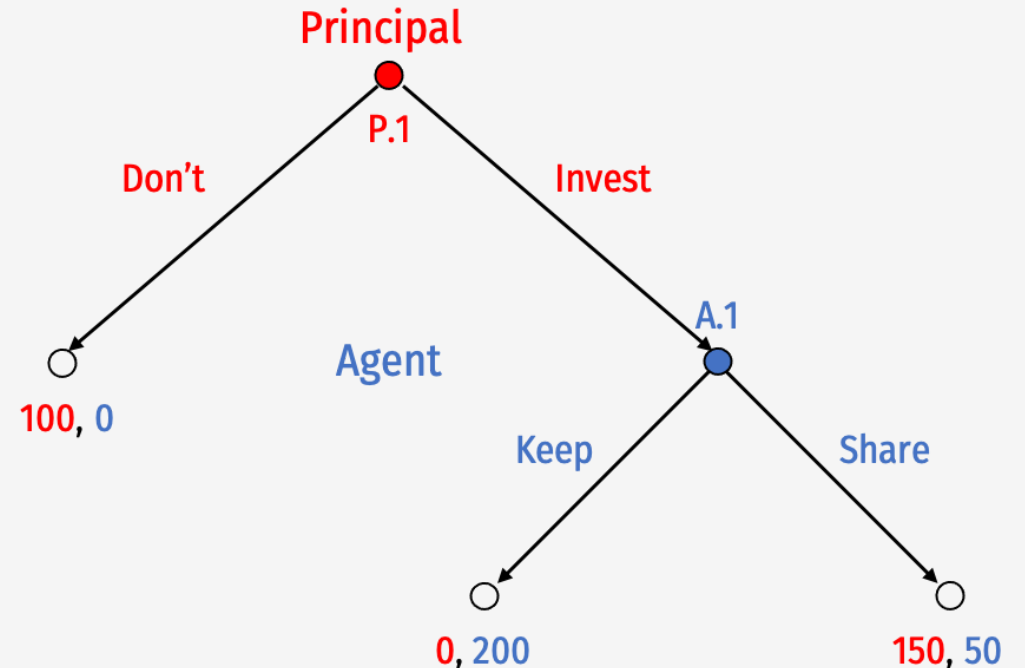 Principal
P.1
Don’t
Invest
A.1
Agent
100, 0
Keep
Share
0, 200
150, 50